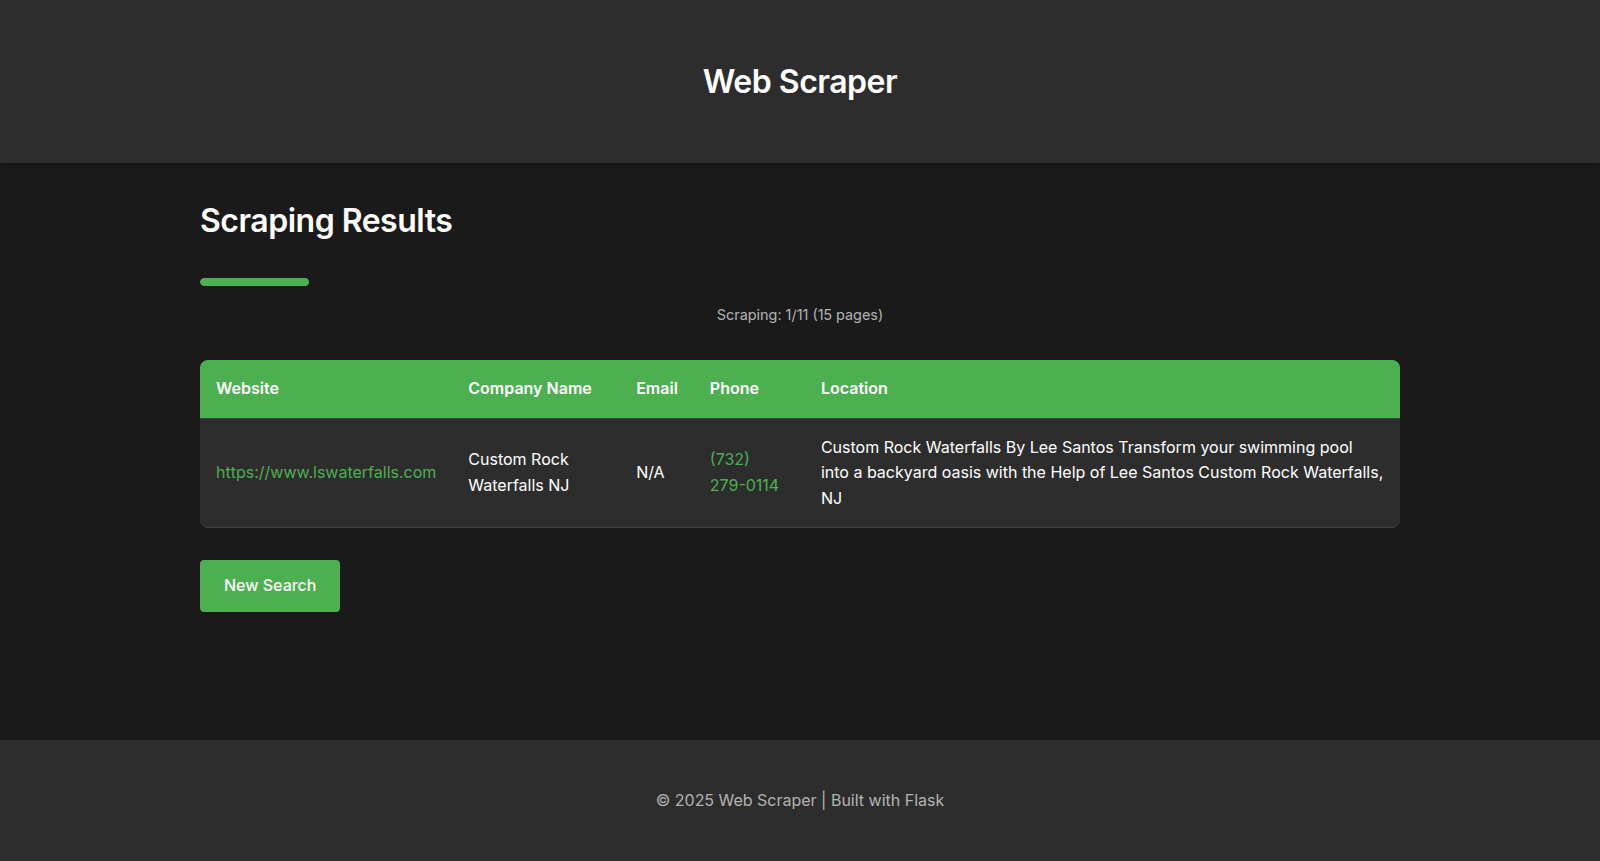 Web Scraper
Scraping Results
Scraping: 1/11 (15 pages)
Website Company Name Email Phone Location
https://www.lswaterfalls.com
Custom Rock
Waterfalls NJ
N/A
(732)
279-0114
Custom Rock Waterfalls By Lee Santos Transform your swimming pool
into a backyard oasis with the Help of Lee Santos Custom Rock Waterfalls,
NJ
New Search
© 2025 Web Scraper | Built with Flask